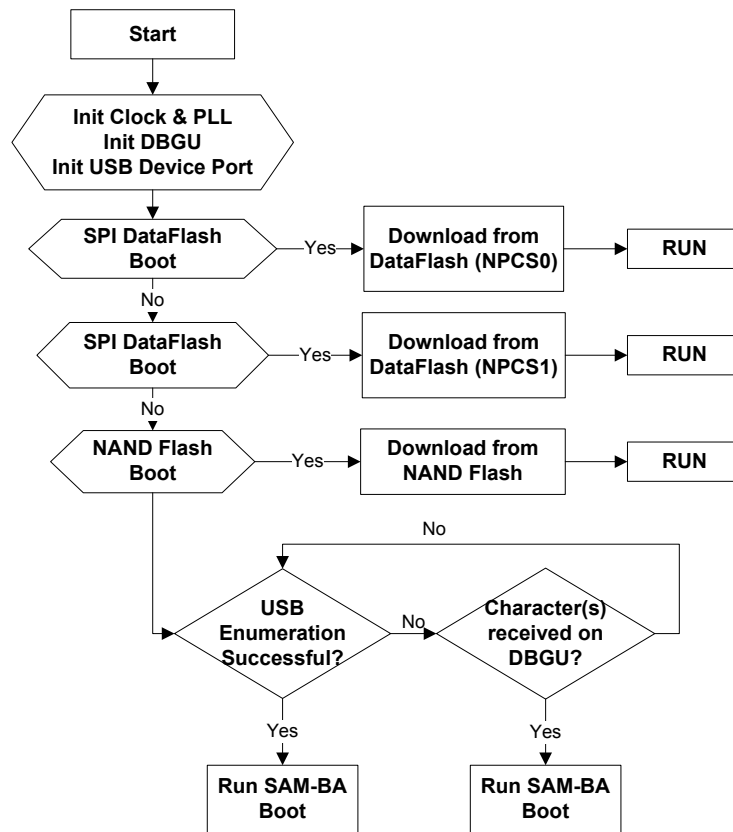 Start
Init Clock & PLL
Init DBGU
Init USB Device Port
SPI DataFlash
Boot
Yes
Download from
DataFlash (NPCS0)
RUN
No
SPI DataFlash
Boot
Yes
Download from
DataFlash (NPCS1)
RUN
No
NAND Flash
Boot
Yes
Download from
NAND Flash
RUN
No
USB
Enumeration
Successful?
No
Character(s)
received on
DBGU?
Yes
Yes
Run SAM-BA
Boot
Run SAM-BA
Boot